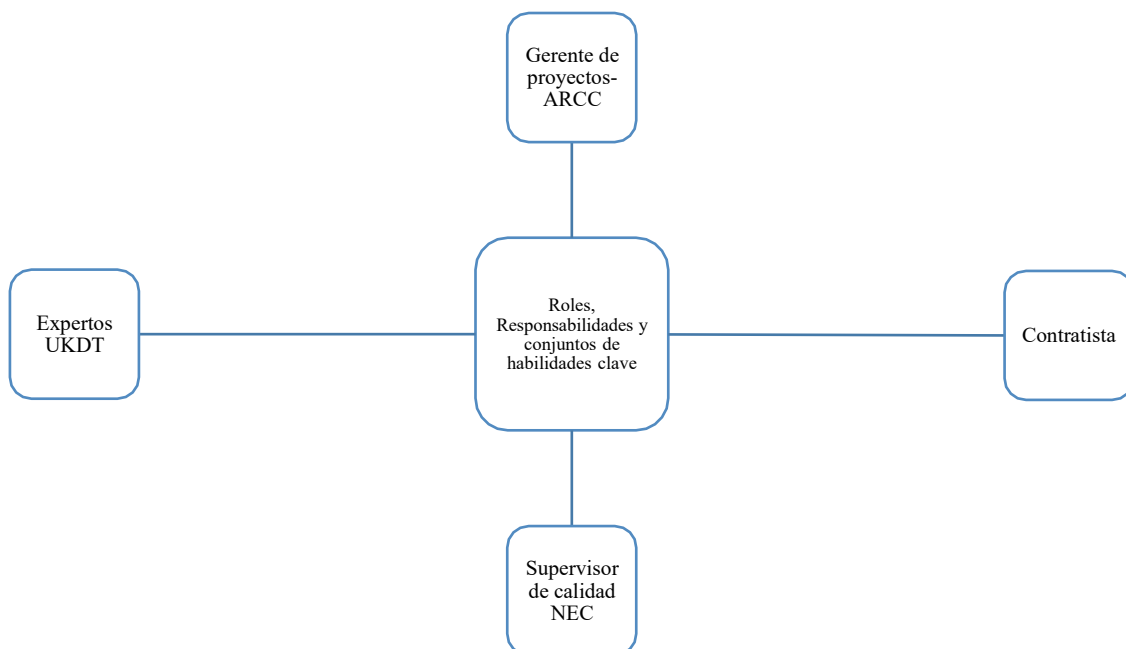 Gerente de
proyectos-
ARCC
Expertos
UKDT
Roles,
Responsabilidades y
conjuntos de
habilidades clave
Contratista
Supervisor
de calidad
NEC